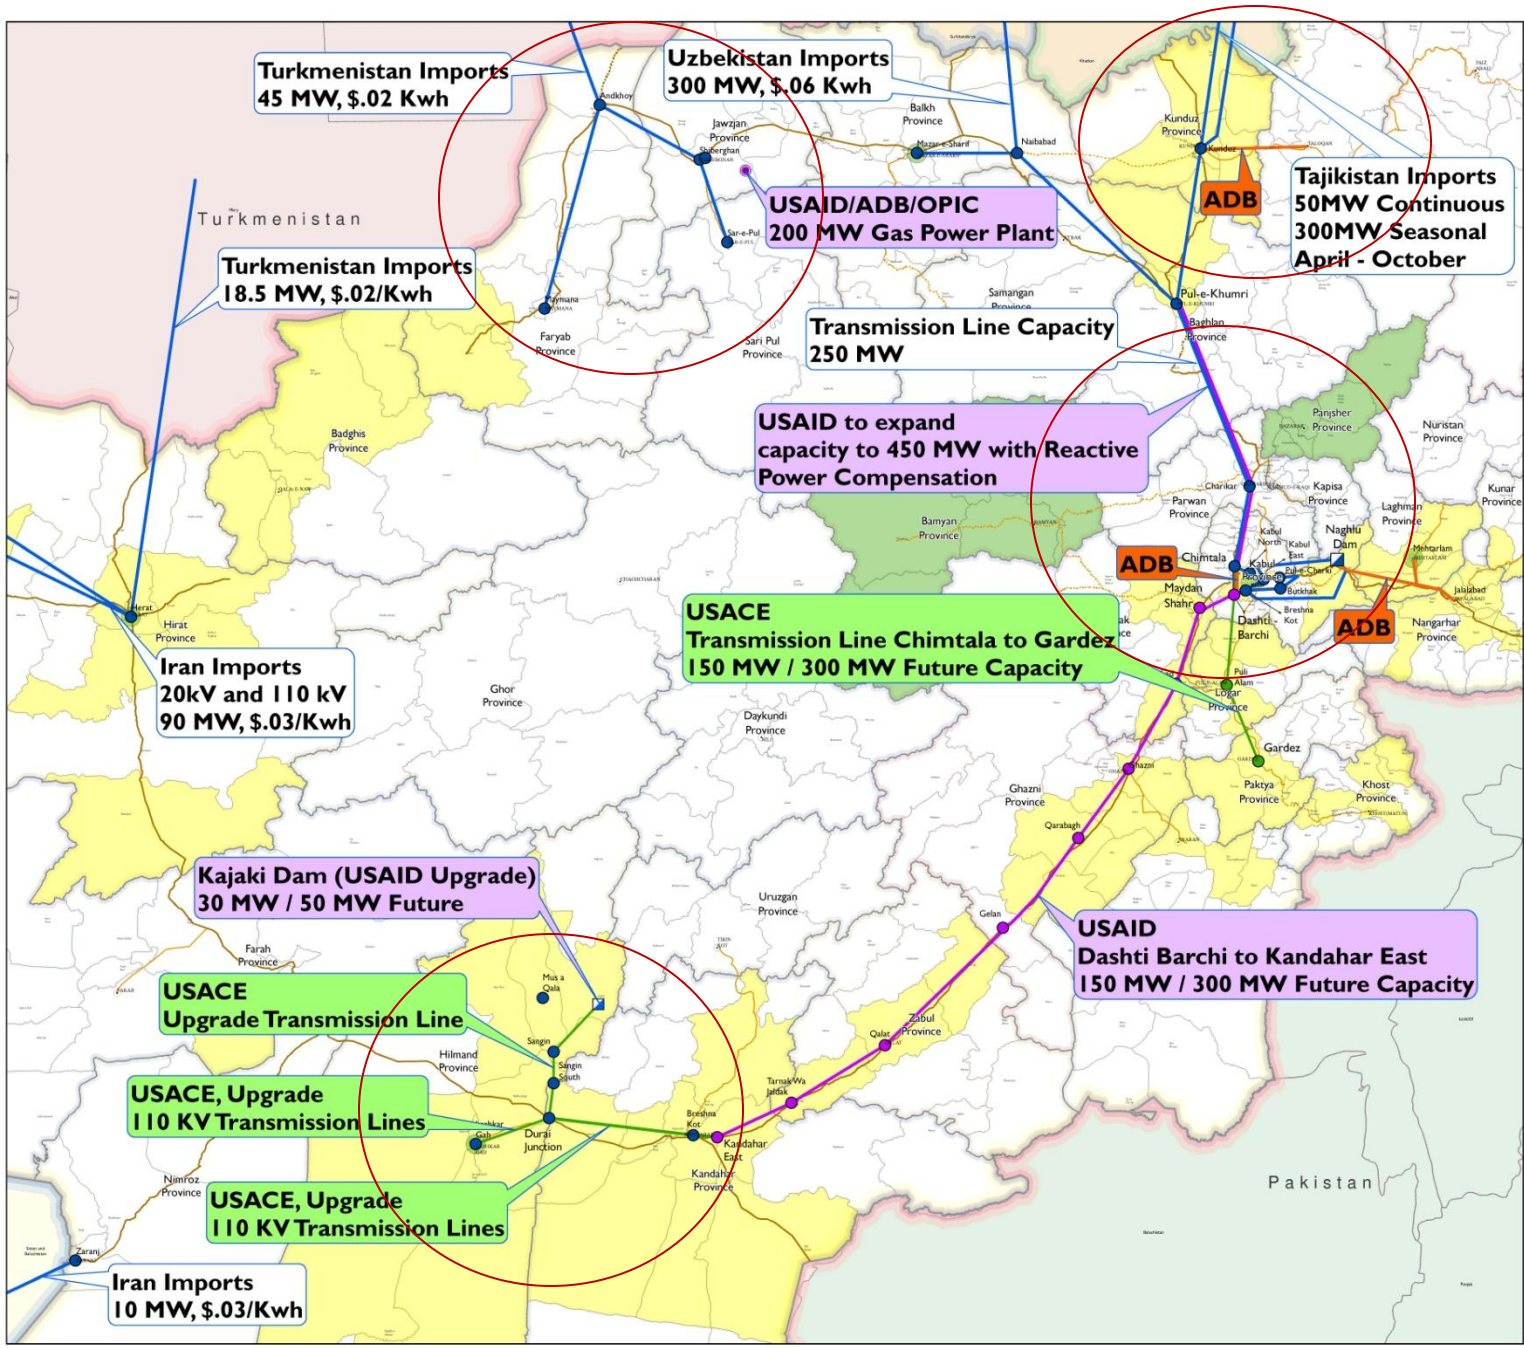 Turkmenistan Imports
45 MW, $.02 Kwh
Uzbekistan Imports
300 MW, $.06 Kwh
Tajikistan Imports
50MW Continuous
300MW Seasonal
April - October
Andkhoy
Jawzjan
Province
Shiberghan
Balkh
Province
Mazar-e-Sharif
Naibabad
Kunduz
Province
Kunduz
TALOQAN
ADB
USAID/ADB/OPIC
200 MW Gas Power Plant
Sar-e-Pul
Turkmenistan
Turkmenistan Imports
18.5 MW, $.02/Kwh
Maymana
Faryab
Province
Sari Pul
Province
Samangan
Province
Pul-e-Khumri
Baghlan
Province
Transmission Line Capacity
250 MW
USAID to expand
capacity to 450 MW with Reactive
Power Compensation
Panjsher
Province
Nuristan
Province
Badghis
Province
Charikar
Parwan
Province
Kapisa
Province
Kunar
Province
Laghman
Province
Bamyan
Province
Kabul
North
Kabul
East
Naghlu
Dam
Mehtarlam
Chimtala
Kabul
Province
Pul-e-Charki
Butkhak
Breshna
Kot
Jalalabad
Nangarhar
Province
ADB
ADB
Maydan
Shahr
Dashti
Barchi
USACE
Transmission Line Chimtala to Gardez
150 MW / 300 MW Future Capacity
Herat
Hirat
Province
Iran Imports
20kV and 110 kV
90 MW, $.03/Kwh
Ghor
Province
Daykundi
Province
Puli
Alam
Logar
Province
Gardez
Paktya
Province
Khost
Province
Ghazni
Ghazni
Province
Qarabagh
Kajaki Dam (USAID Upgrade)
30 MW / 50 MW Future
Uruzgan
Province
Gelan
USAID
Dashti Barchi to Kandahar East
150 MW / 300 MW Future Capacity
Farah
Province
USACE
Upgrade Transmission Line
Mus a
Qala
Sangin
Sangin
South
Hilmand
Province
USACE, Upgrade
110 KV Transmission Lines
Gah
Durai
Junction
Qalat
Zabul
Province
Tarnak Wa
Jaldak
Breshna
Kot
Kandahar
East
Kandahar
Province
USACE, Upgrade
110 KV Transmission Lines
Nimroz
Province
Zaranj
Iran Imports
10 MW, $.03/Kwh
Pakistan